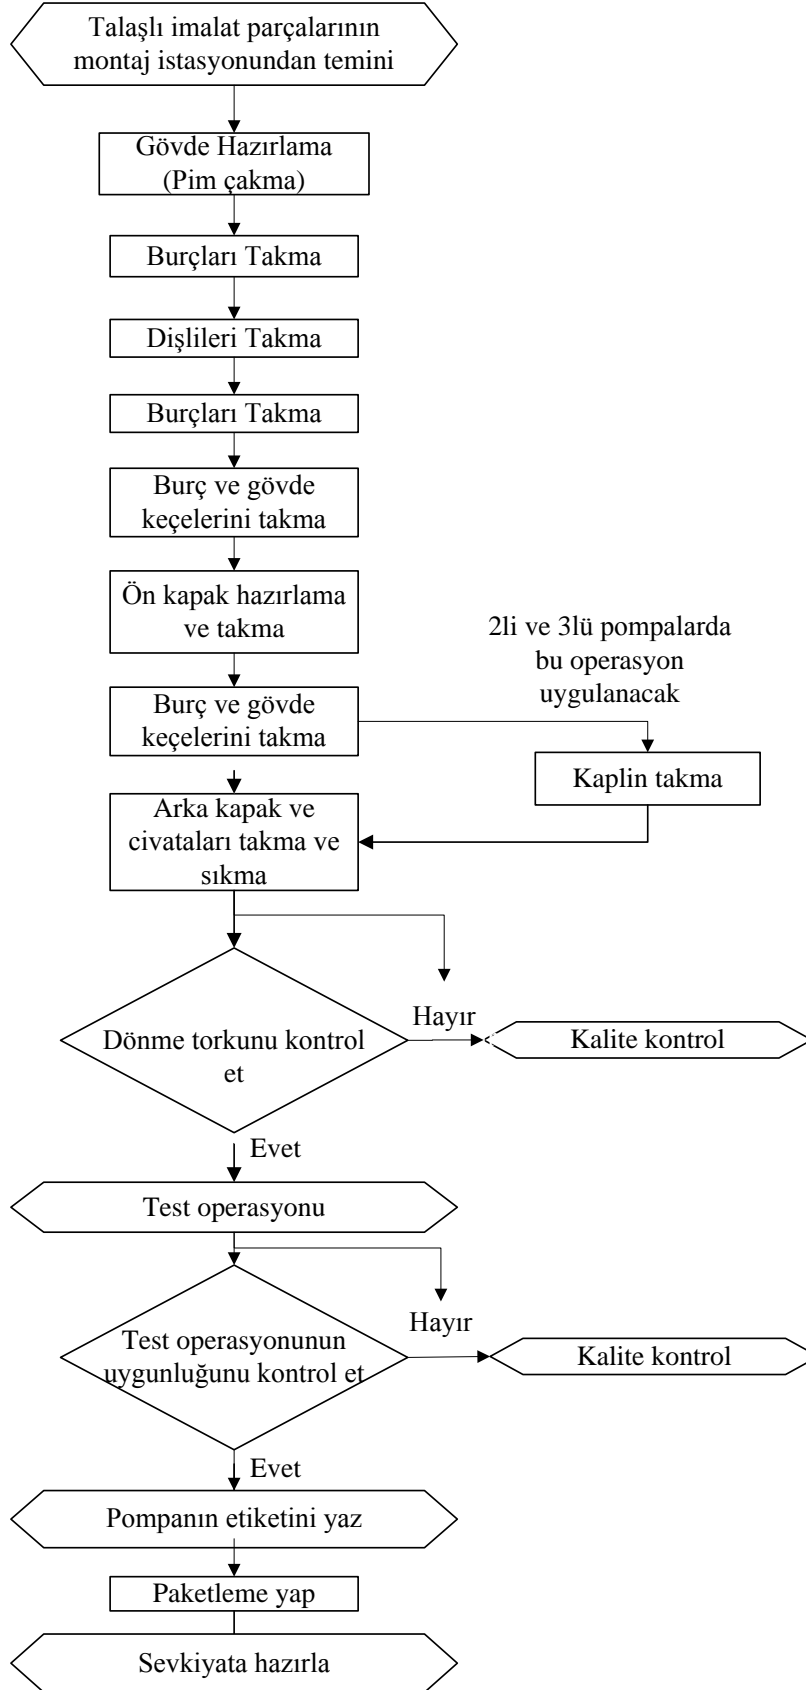 Talaşlı imalat parçalarının
montaj istasyonundan temini
Gövde Hazırlama
(Pim çakma)
Burçları Takma
Dişlileri Takma
Burçları Takma
Burç ve gövde
keçelerini takma
Ön kapak hazırlama
ve takma
2li ve 3lü pompalarda
bu operasyon
uygulanacak
Burç ve gövde
keçelerini takma
Kaplin takma
Arka kapak ve
civataları takma ve
sıkma
Dönme torkunu kontrol
et
Hayır
Kalite kontrol
Evet
Test operasyonu
Test operasyonunun
uygunluğunu kontrol et
Hayır
Kalite kontrol
Evet
Pompanın etiketini yaz
Paketleme yap
Sevkiyata hazırla